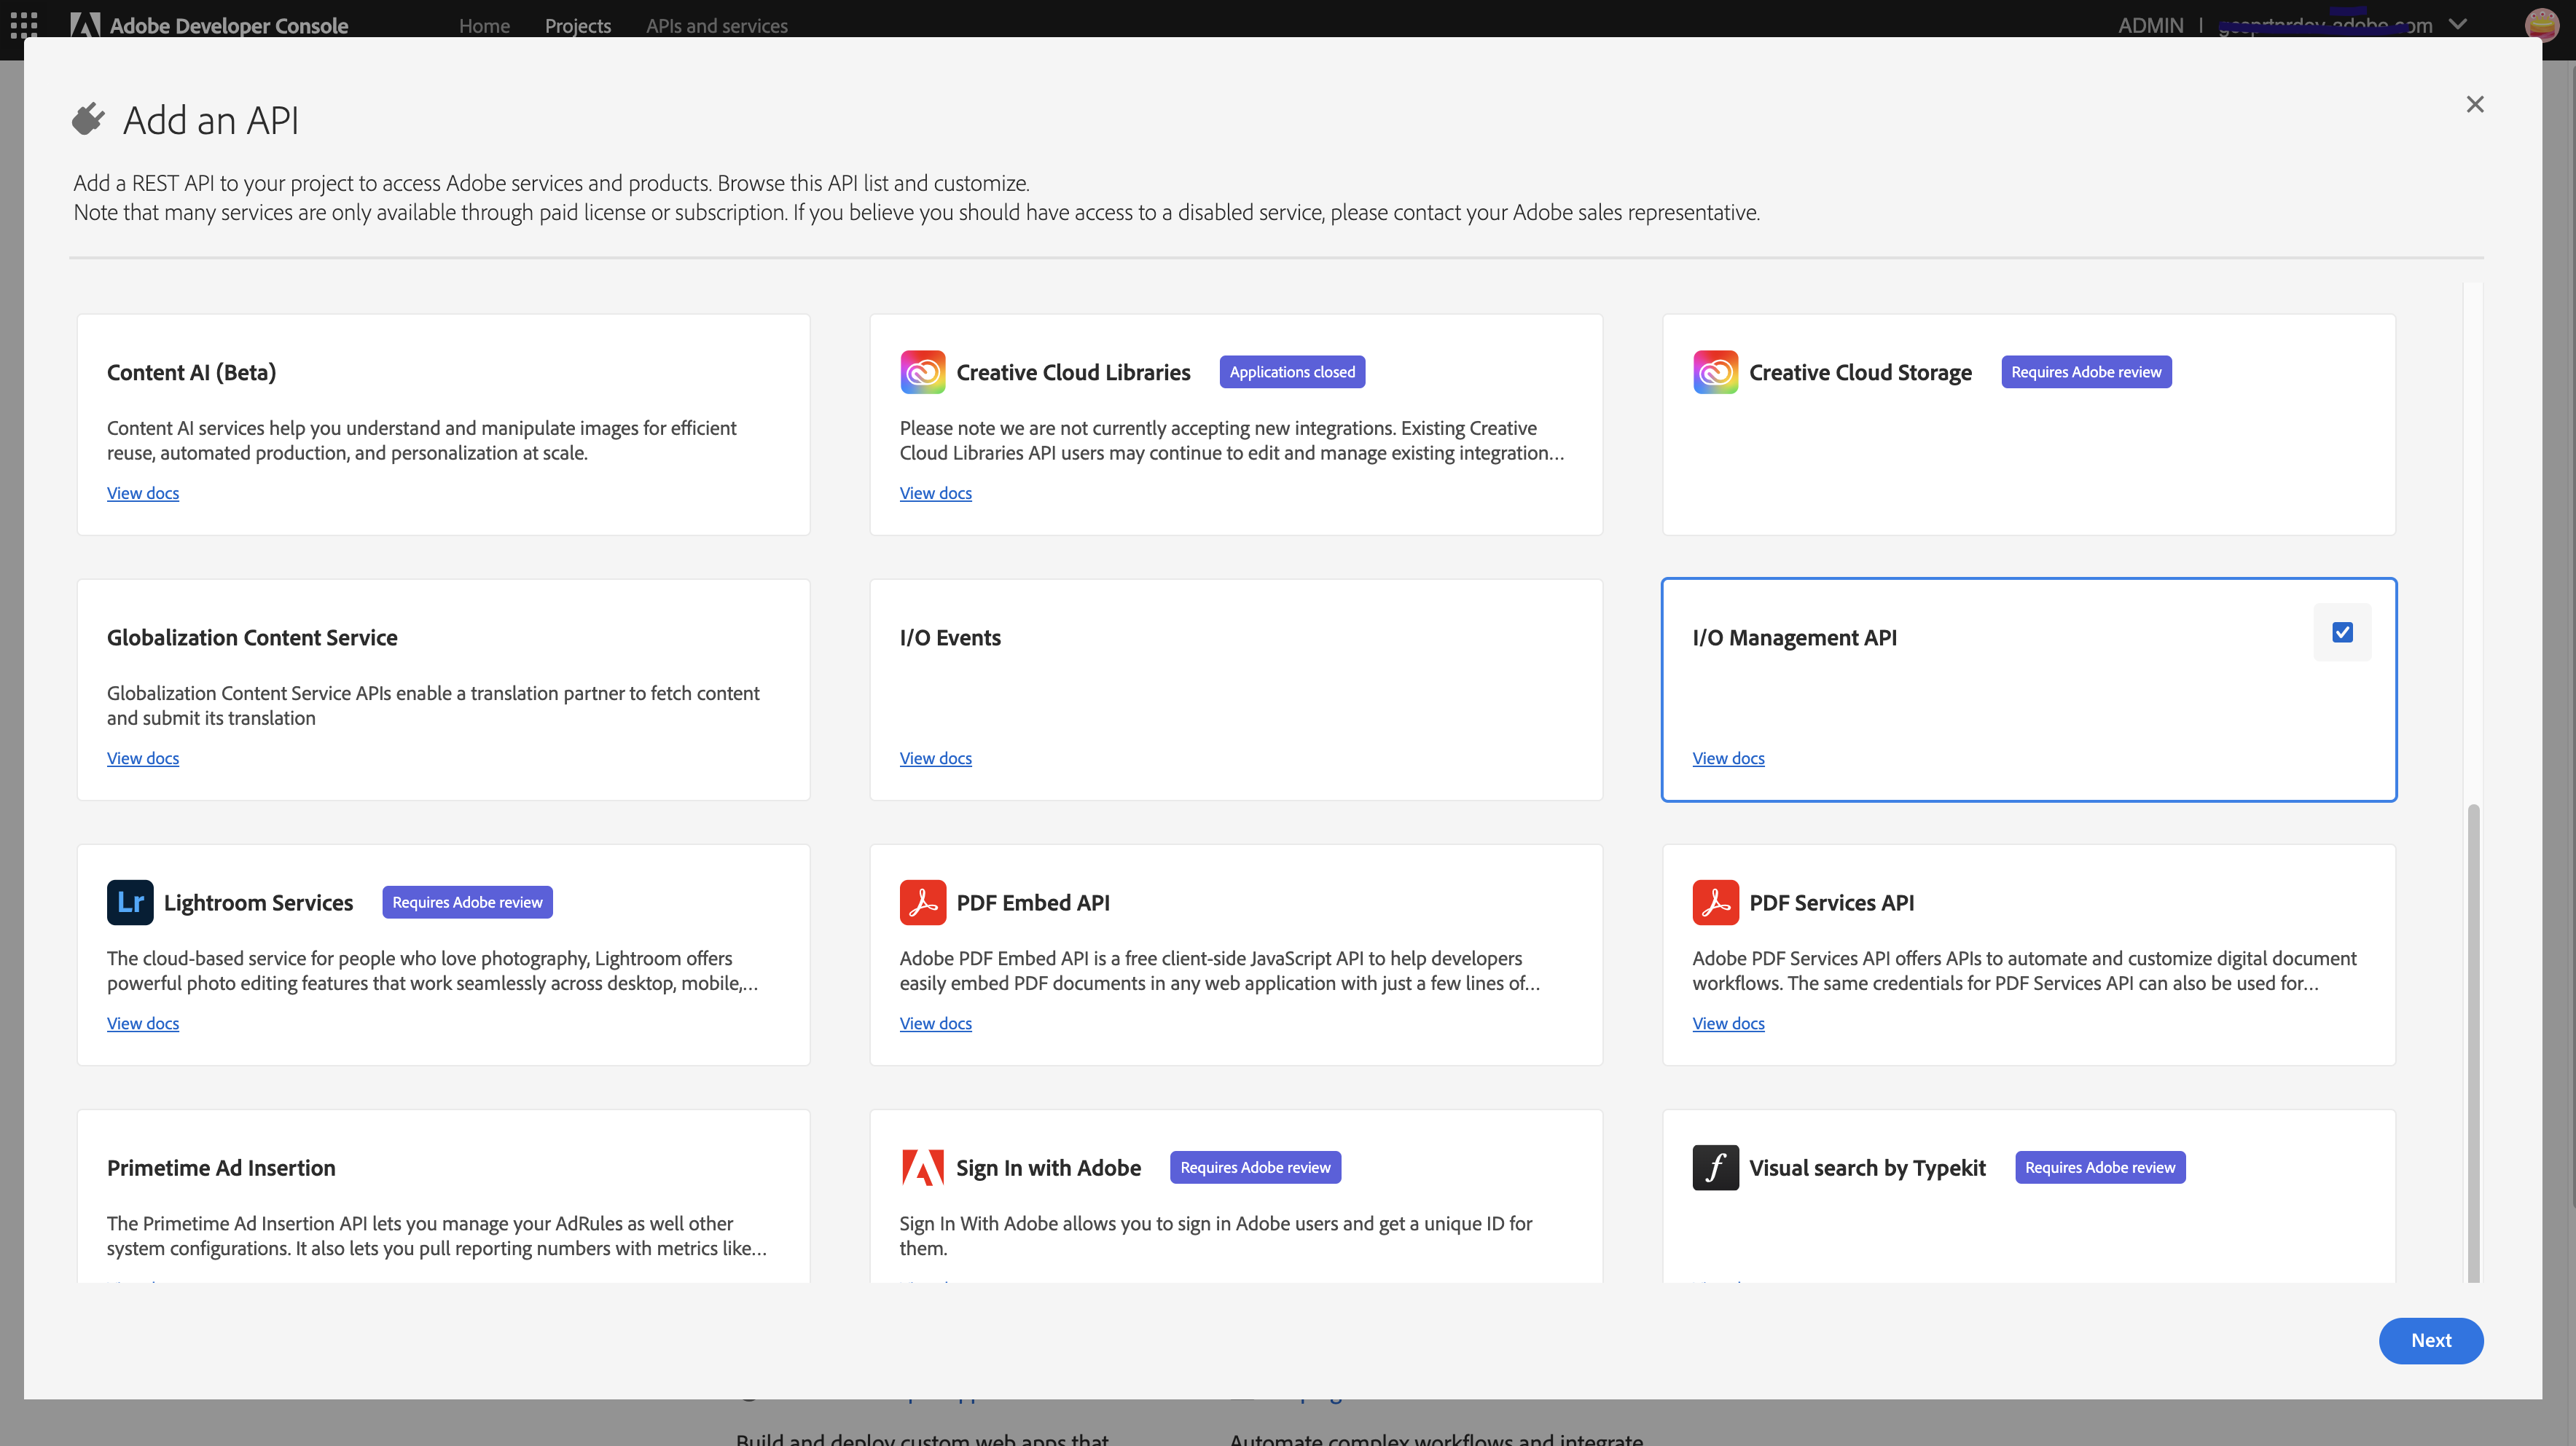 Adobe Developer Console
Home
Projects
APIs and services
ADMIN |
Add an API
Add a REST API to your project to access Adobe services and products. Browse this API list and customize.
Note that many services are only available through paid license or subscription. If you believe you should have access to a disabled service, please contact your Adobe sales representative.
Content AI (Beta)
Content AI services help you understand and manipulate images for efficient
reuse, automated production, and personalization at scale.
View docs
Creative Cloud Libraries
Applications closed
Please note we are not currently accepting new integrations. Existing Creative
Cloud Libraries API users may continue to edit and manage existing integration...
View docs
Creative Cloud Storage
Requires Adobe review
Globalization Content Service
Globalization Content Service APIs enable a translation partner to fetch content
and submit its translation
View docs
I/O Events
View docs
I/O Management API
View docs
Lr
Lightroom Services
Requires Adobe review
The cloud-based service for people who love photography, Lightroom offers
powerful photo editing features that work seamlessly across desktop, mobile,...
View docs
PDF Embed API
Adobe PDF Embed API is a free client-side JavaScript API to help developers
easily embed PDF documents in any web application with just a few lines of...
View docs
PDF Services API
Adobe PDF Services API offers APIs to automate and customize digital document
workflows. The same credentials for PDF Services API can also be used for...
View docs
Primetime Ad Insertion
The Primetime Ad Insertion API lets you manage your AdRules as well other
system configurations. It also lets you pull reporting numbers with metrics like...
Sign In with Adobe
Requires Adobe review
Sign In With Adobe allows you to sign in Adobe users and get a unique ID for
them.
f
Visual search by Typekit
Requires Adobe review
Next
Build and deploy custom web apps that
Automate complex workflows and integrate